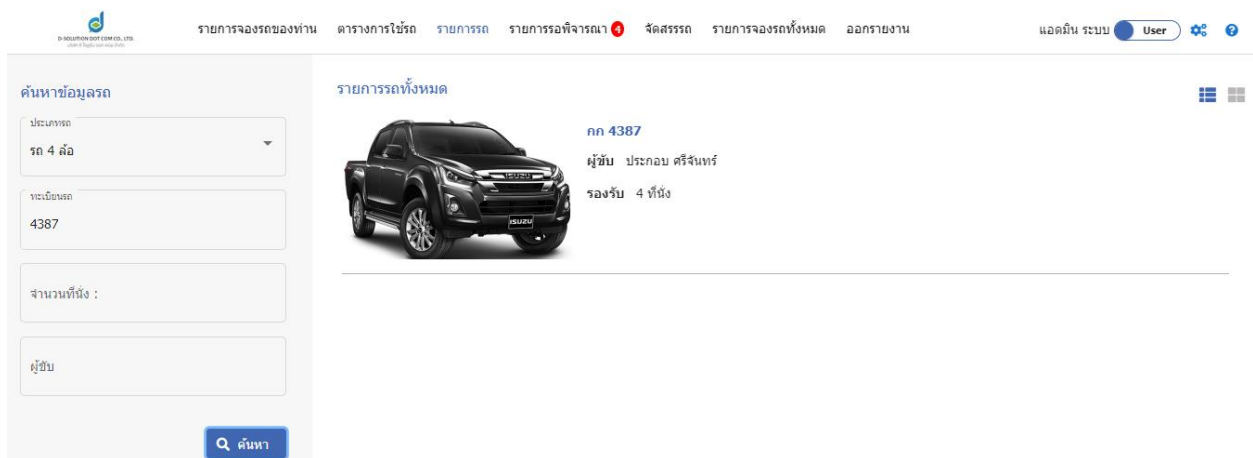 D-SOLUTION DOT COM CO., LTD.
รายการจองรถของท่าน ตารางการใช้รถ รายการรถ รายการรอพิจารณา 4 จัดสรรรถ รายการจองรถทั้งหมด ออกรายงาน แอดมิน ระบบ User
ค้นหาข้อมูลรถ
ประเภทรถ
รถ 4 ล้อ
ทะเบียนรถ
4387
จำนวนที่นั่ง :
ผู้ขับ
ค้นหา
รายการรถทั้งหมด
กก 4387
ผู้ขับ ประกอบ ศรีจันทร์
รองรับ 4 ที่นั่ง
ISUZU
ISUZU